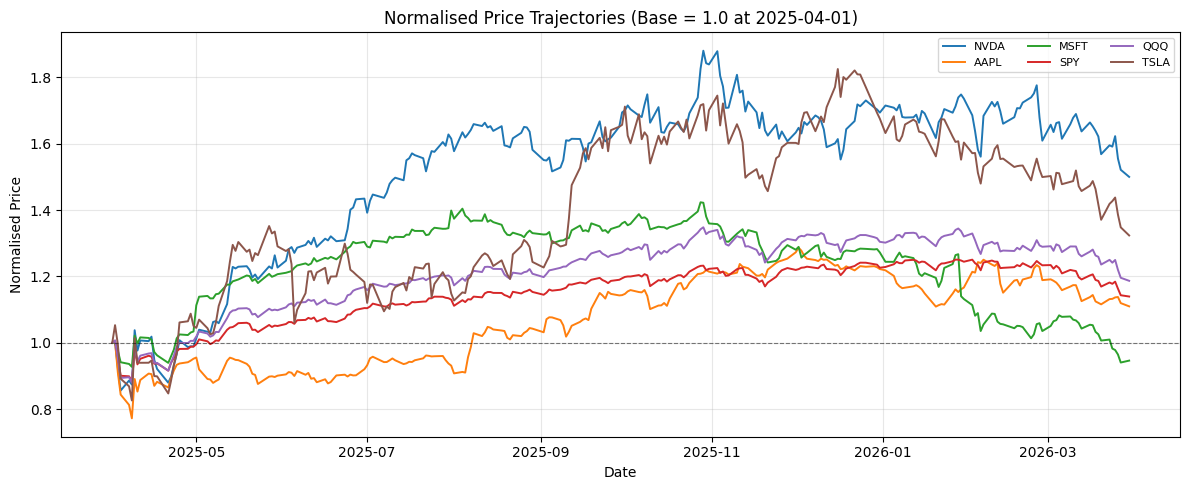 Normalised Price Trajectories (Base = 1.0 at 2025-04-01)
NVDA MSFT QQQ
AAPL SPY TSLA
Normalised Price
1.8
1.6
1.4
1.2
1.0
0.8
2025-05 2025-07 2025-09 2025-11 2026-01 2026-03
Date